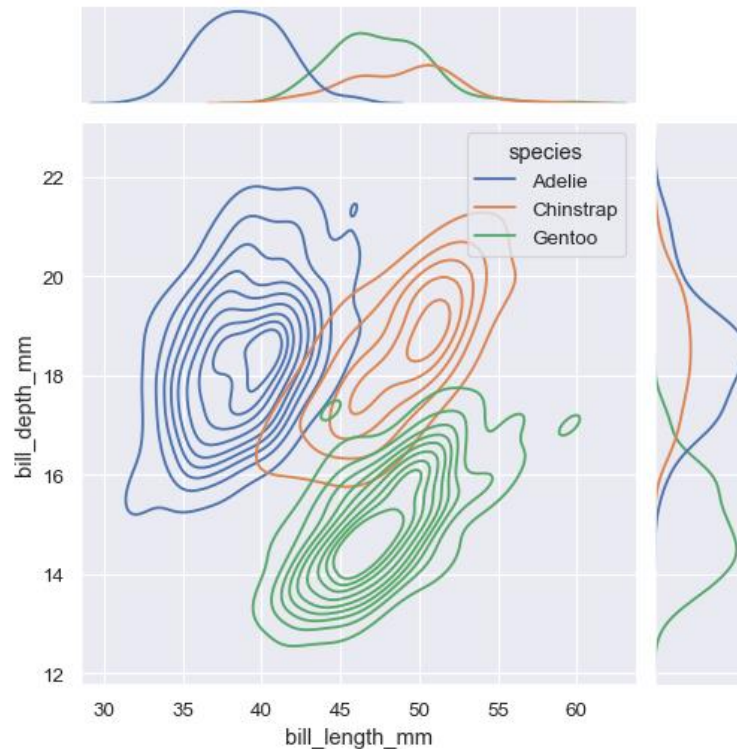 species
Adelie
Chinstrap
Gentoo
22
20
18
16
14
12
bill_depth_mm
30 35 40 45 50 55 60
bill_length_mm